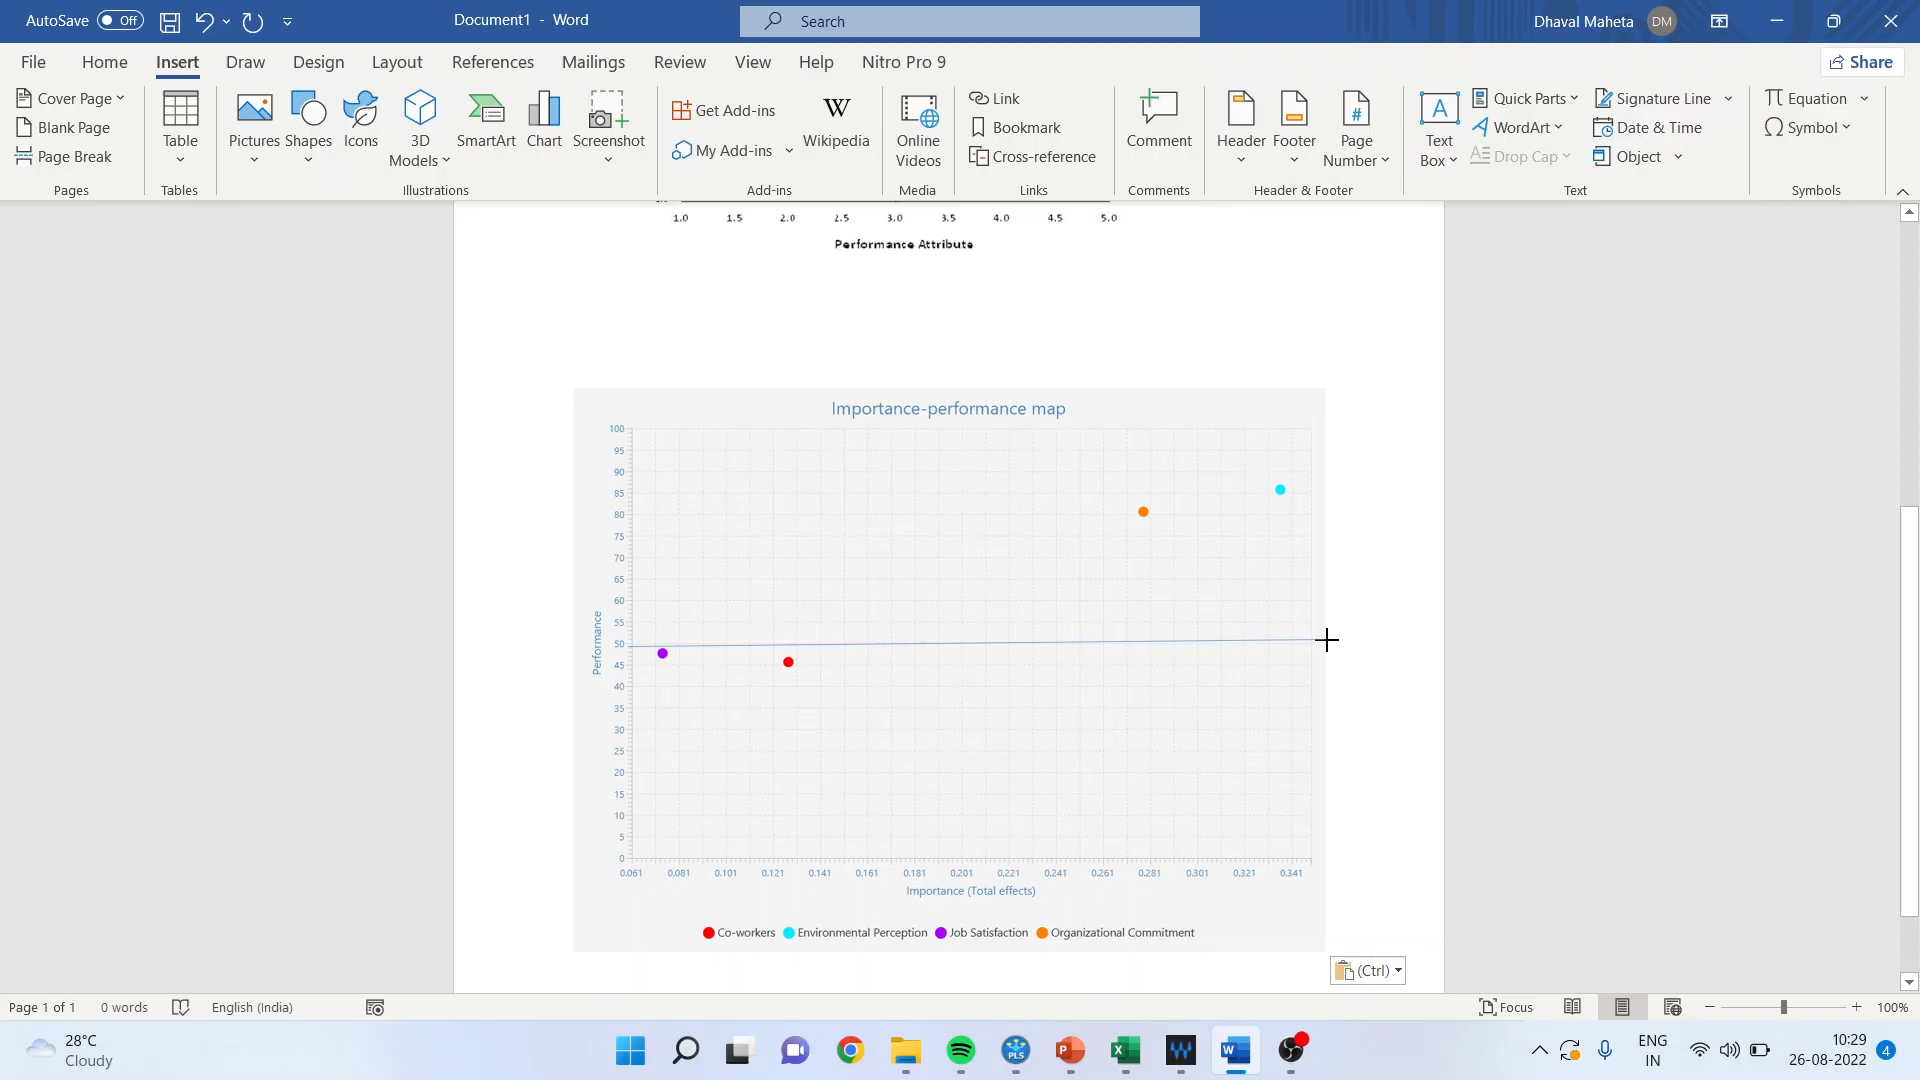 AutoSave Off Document1 - Word Search Dhaval Maheta DM
File Home Insert Draw Design Layout References Mailings Review View Help Nitro Pro 9 Share
Cover Page
Blank Page
Page Break
Pages
Table
Tables
Pictures Shapes Icons 3D Models SmartArt Chart Screenshot
Illustrations
Get Add-ins
My Add-ins
W
Wikipedia
Add-ins
Online Videos
Media
Link
Bookmark
Cross-reference
Links
Comment
Comments
Header Footer Page Number
Header & Footer
A
Text Box
Quick Parts
WordArt
Drop Cap
Signature Line
Date & Time
Object
Text
Equation
Symbol
Symbols
1.0 1.5 2.0 2.5 3.0 3.5 4.0 4.5 5.0
Performance Attribute
Importance-performance map
100
95
90
85
80
75
70
65
60
55
50
45
40
35
30
25
20
15
10
5
0
Performance
0.061 0.081 0.101 0.121 0.141 0.161 0.181 0.201 0.221 0.241 0.261 0.281 0.301 0.321 0.341
Importance (Total effects)
Co-workers Environmental Perception Job Satisfaction Organizational Commitment
(Ctrl)
Page 1 of 1 0 words English (India) Focus 100%
28°C
Cloudy
PLS
P
X
W
ENG
IN
10:29
26-08-2022
4